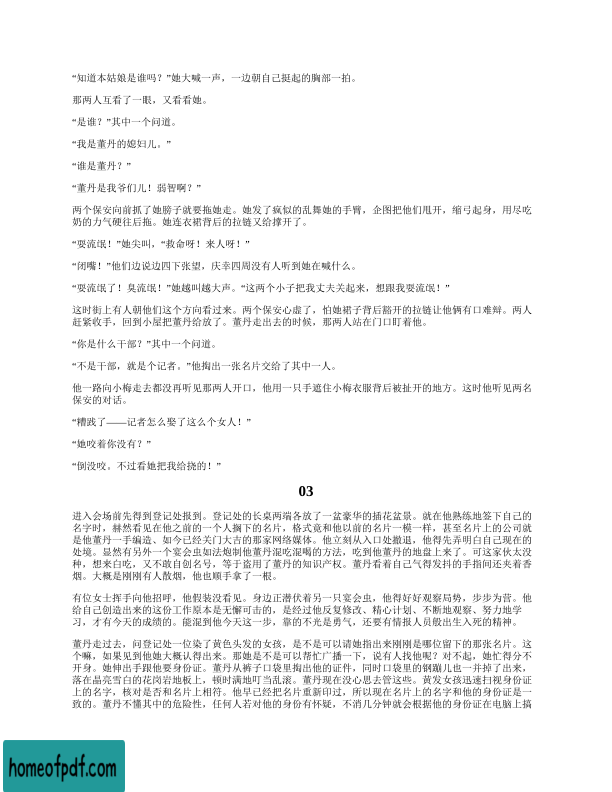 “知道本姑娘是谁吗？”她大喊一声，一边朝自己挺起的胸部一拍。
那两人互看了一眼，又看看她。
“是谁？”其中一个问道。
“我是董丹的媳妇儿。”
“谁是董丹？”
“董丹是我爷们儿！弱智啊？”
两个保安向前抓了她膀子就要拖她走。她发了疯似的乱舞她的手臂，企图把他们甩开，缩弓起身，用尽吃
奶的力气硬往后拖。她连衣裙背后的拉链又给撑开了。
“耍流氓！”她尖叫，“救命呀！来人呀！”
“闭嘴！”他们边说边四下张望，庆幸四周没有人听到她在喊什么。
“耍流氓了！臭流氓！”她越叫越大声。“这两个小子把我丈夫关起来，想跟我耍流氓！”
这时街上有人朝他们这个方向看过来。两个保安心虚了，怕她裙子背后豁开的拉链让他俩有口难辩。两人
赶紧收手，回到小屋把董丹给放了。董丹走出去的时候，那两人站在门口盯着他。
“你是什么干部？”其中一个问。
“不是干部，就是个记者。”他掏出一张名片交给了其中一人。
他一路向小梅走去都没再听见那两人开口，他用一只手遮住小梅衣服背后被扯开的地方。这时他听见两名
保安的对话。
“糟践了——记者怎么娶了这么个女人！”
“她咬着你没有？”
“倒没咬。不过看她把我给挠的！”
03
进入会场前先得到登记处报到。登记处的长桌两端各放了一盆豪华的插花盆景。就在他熟练地签下自己的
名字时，赫然看见在他之前的一个人搁下的名片，格式竟和他以前的名片一模一样，甚至名片上的公司就
是他董丹一手编造、如今已经关门大吉的那家网络媒体。他立刻从入口处撤退，他得先弄明白自己现在的
处境。显然有另外一个宴会虫如法炮制他董丹混吃混喝的方法，吃到他董丹的地盘上来了。可这家伙太没
种，想来白吃，又不敢自创名号，等于盗用了董丹的知识产权。董丹看着自己气得发抖的手指间还夹着香
烟。大概是刚刚有人散烟，他也顺手拿了一根。
有位女士挥手向他招呼，他假装没看见。身边正潜伏着另一只宴会虫，他得好好观察局势，步步为营。他
给自己创造出来的这份工作原本是无懈可击的，是经过他反复修改、精心计划、不断地观察、努力地学
习，才有今天的成绩的。能混到他今天这一步，靠的不光是勇气，还要有情报人员般出生入死的精神。
董丹走过去，问登记处一位染了黄色头发的女孩，是不是可以请她指出来刚刚是哪位留下的那张名片。这
个嘛，如果见到他她大概认得出来。那她是不是可以帮忙广播一下，说有人找他呢？对不起，她忙得分不
开身。她伸出手跟他要身份证。董丹从裤子口袋里掏出他的证件，同时口袋里的钢蹦儿也一并掉了出来，
落在晶亮雪白的花岗岩地板上，顿时满地叮当乱滚。董丹现在没心思去管这些。黄发女孩迅速扫视身份证
上的名字，核对是否和名片上相符。他早已经把名片重新印过，所以现在名片上的名字和他的身份证是一
致的。董丹不懂其中的危险性，任何人若对他的身份有怀疑，不消几分钟就会根据他的身份证在电脑上搞
homeofpdf.com